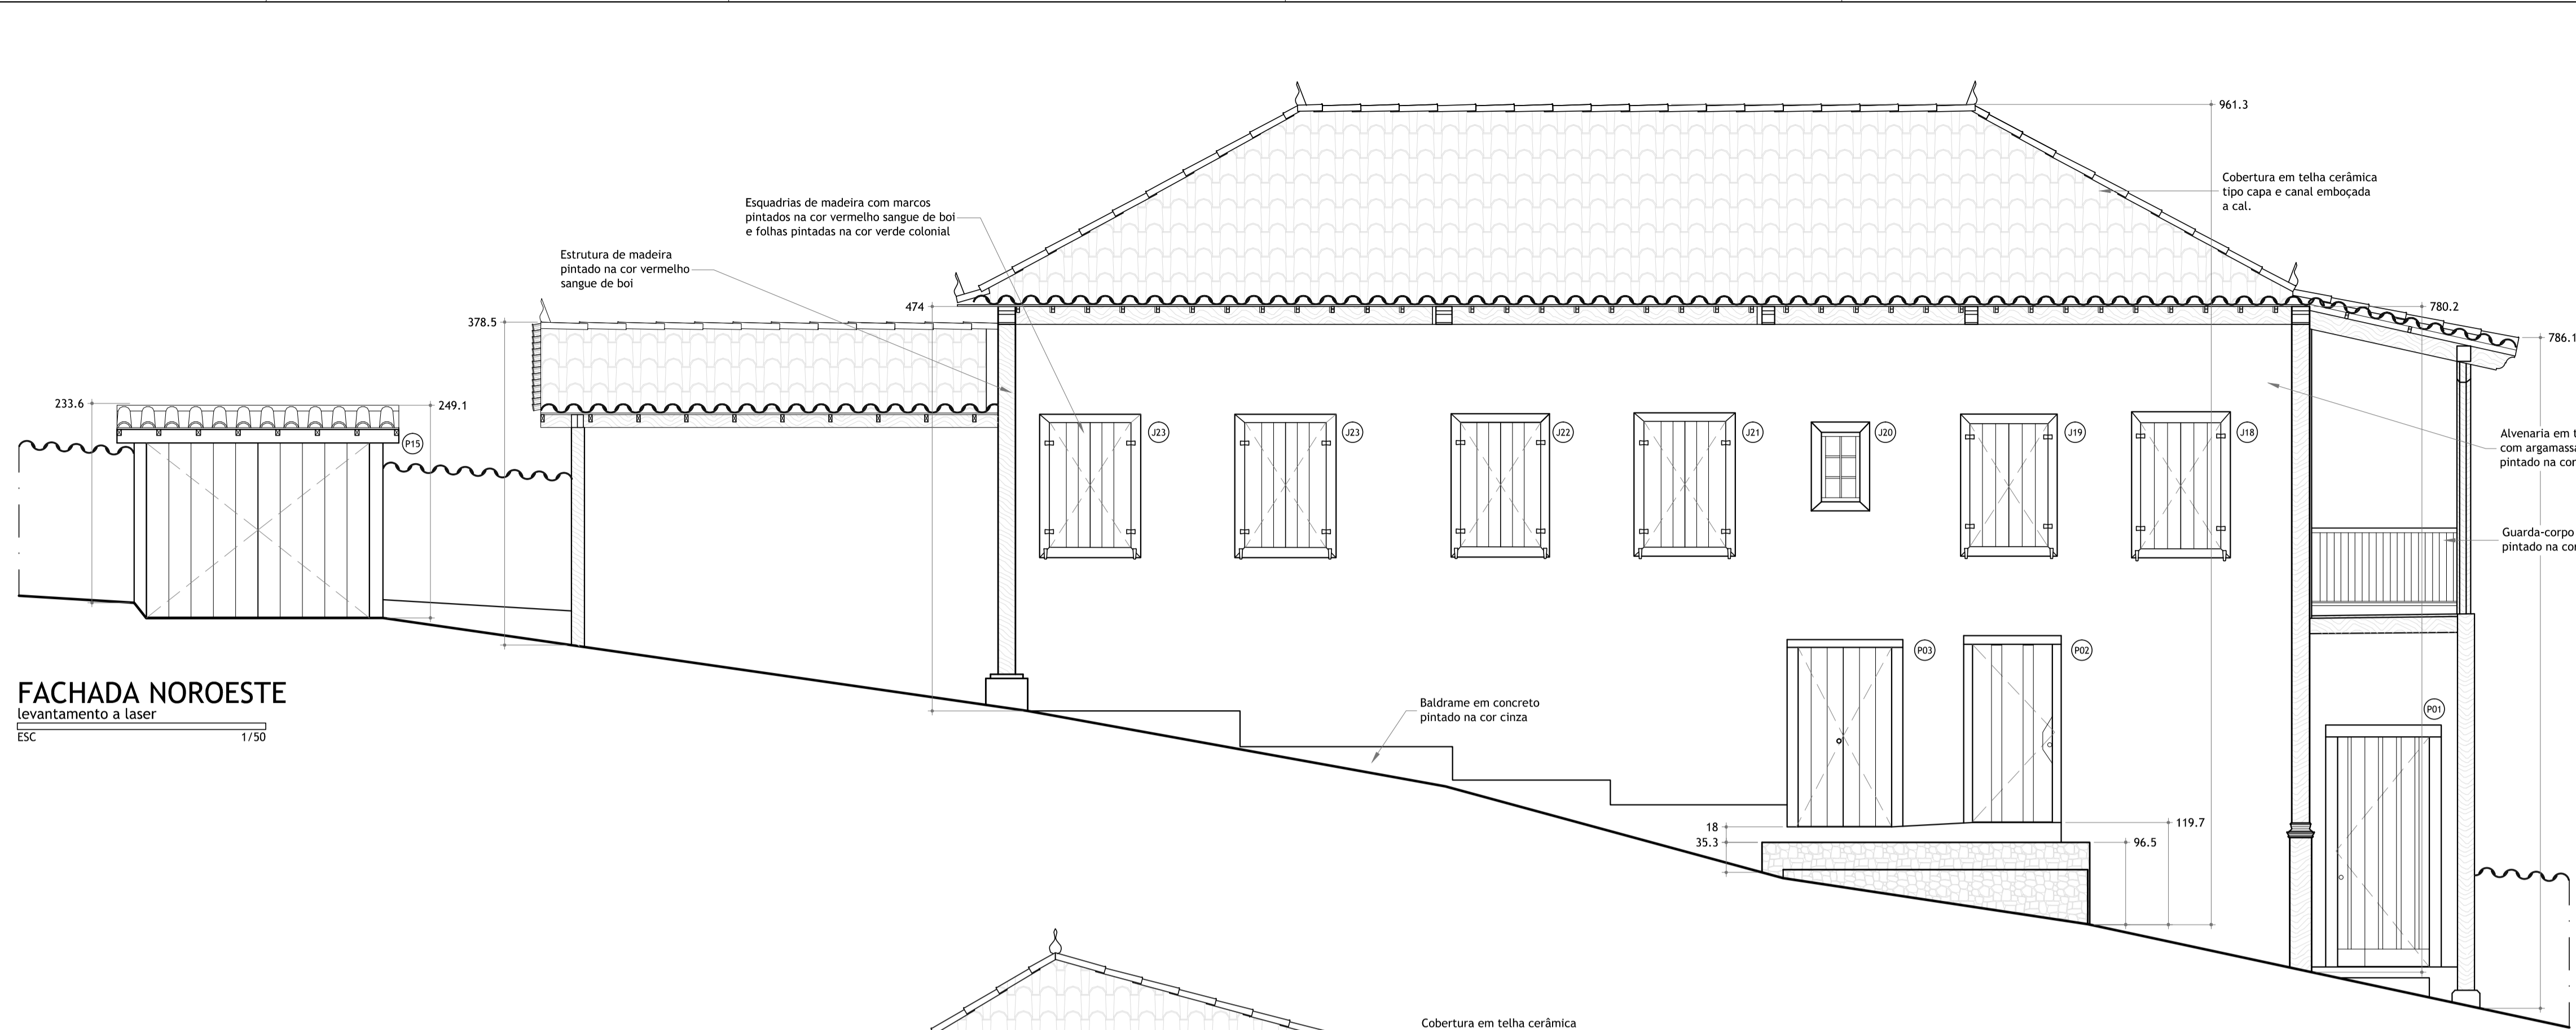 961.3
Cobertura em telha cerâmica
tipo capa e canal emboçada
a cal.
Esquadrias de madeira com marcos
pintados na cor vermelho sangue de boi
e folhas pintadas na cor verde colonial
Estrutura de madeira
pintado na cor vermelho
sangue de boi
474
780.2
378.5
786.1
233.6
249.1
P15
J23
J23
J22
J21
J20
J19
J18
Alvenaria em
com argamassa
pintado na cor
Guarda-corpo
pintado na cor
P03
P02
FACHADA NOROESTE
levantamento a laser
ESC 1/50
Baldrame em concreto
pintado na cor cinza
P01
18
119.7
35.3
96.5
Cobertura em telha cerâmica